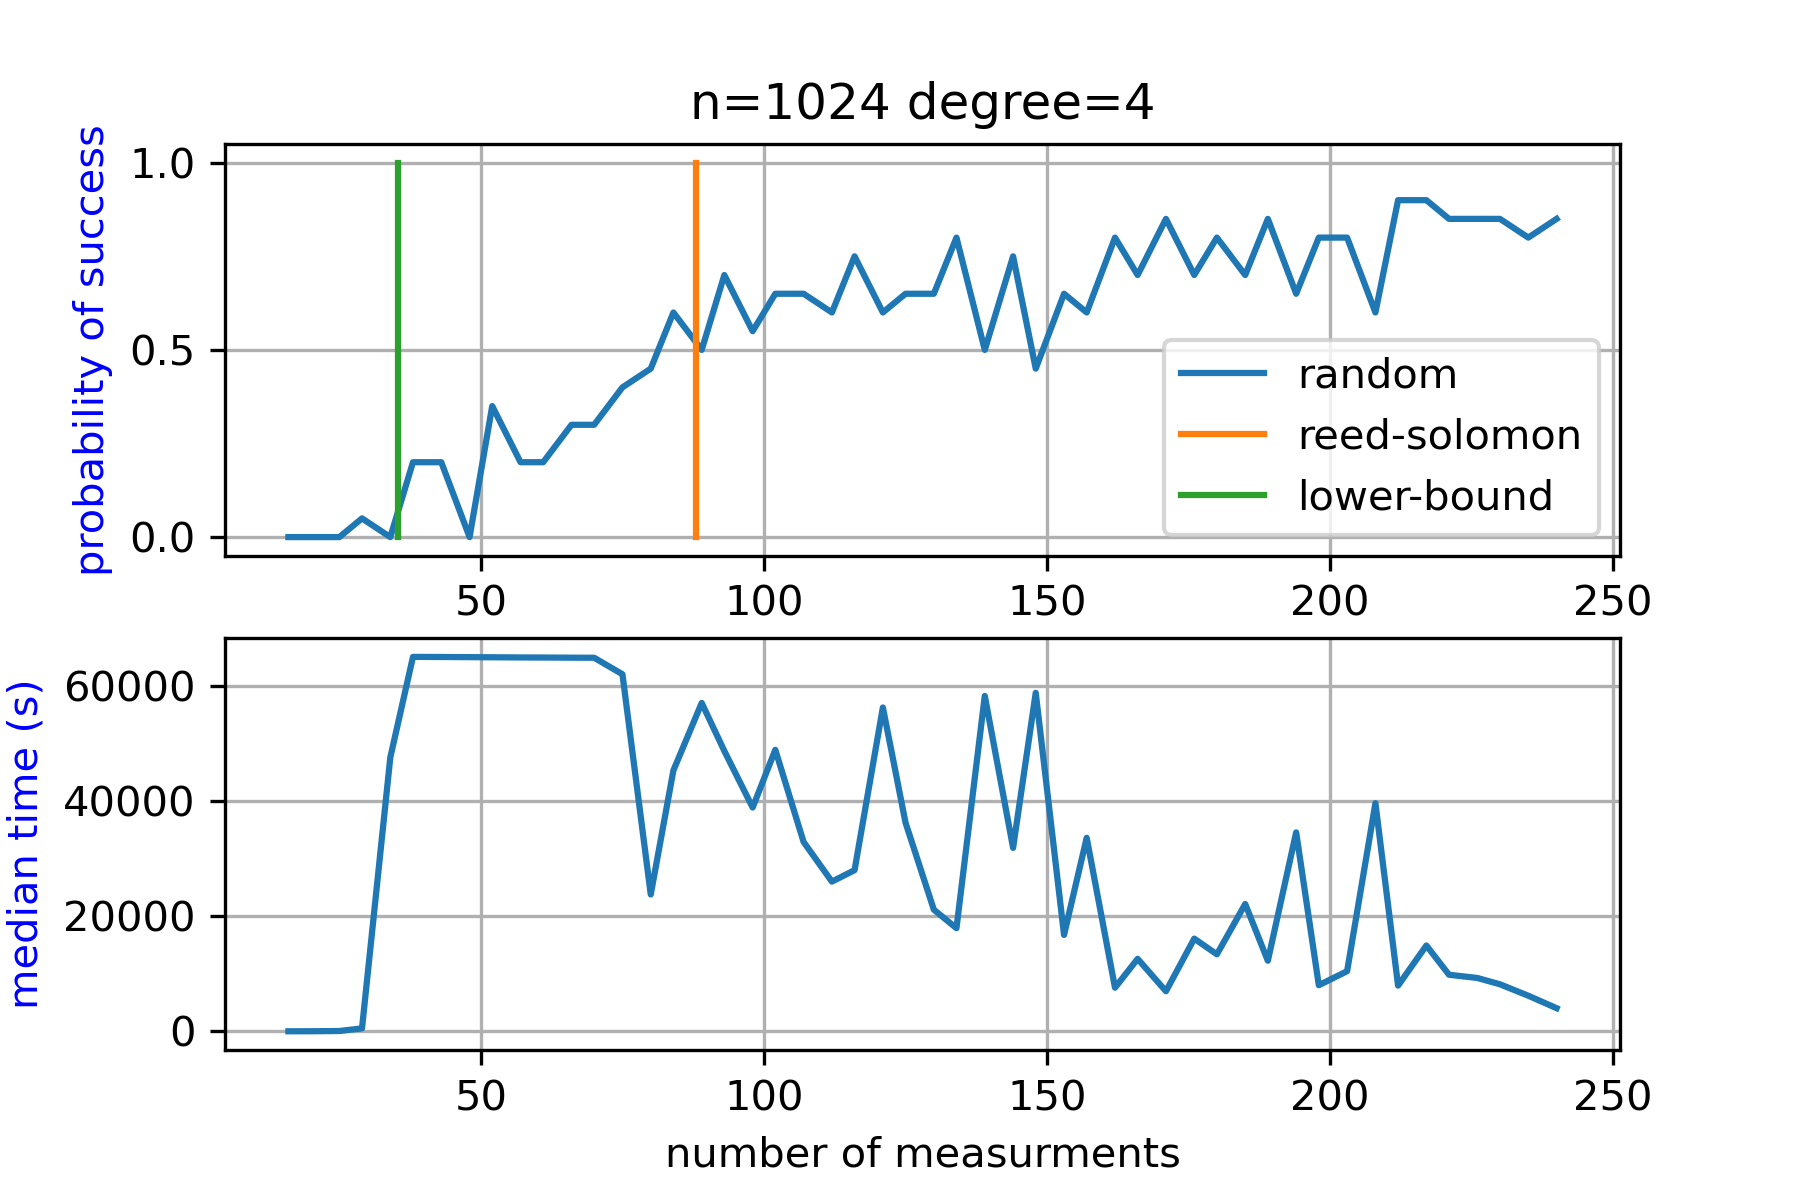 n=1024 degree=4
probability of success
1.0
0.5
0.0
random
reed-solomon
lower-bound
50 100 150 200 250
median time (s)
60000
40000
20000
0
50 100 150 200 250
number of measurments